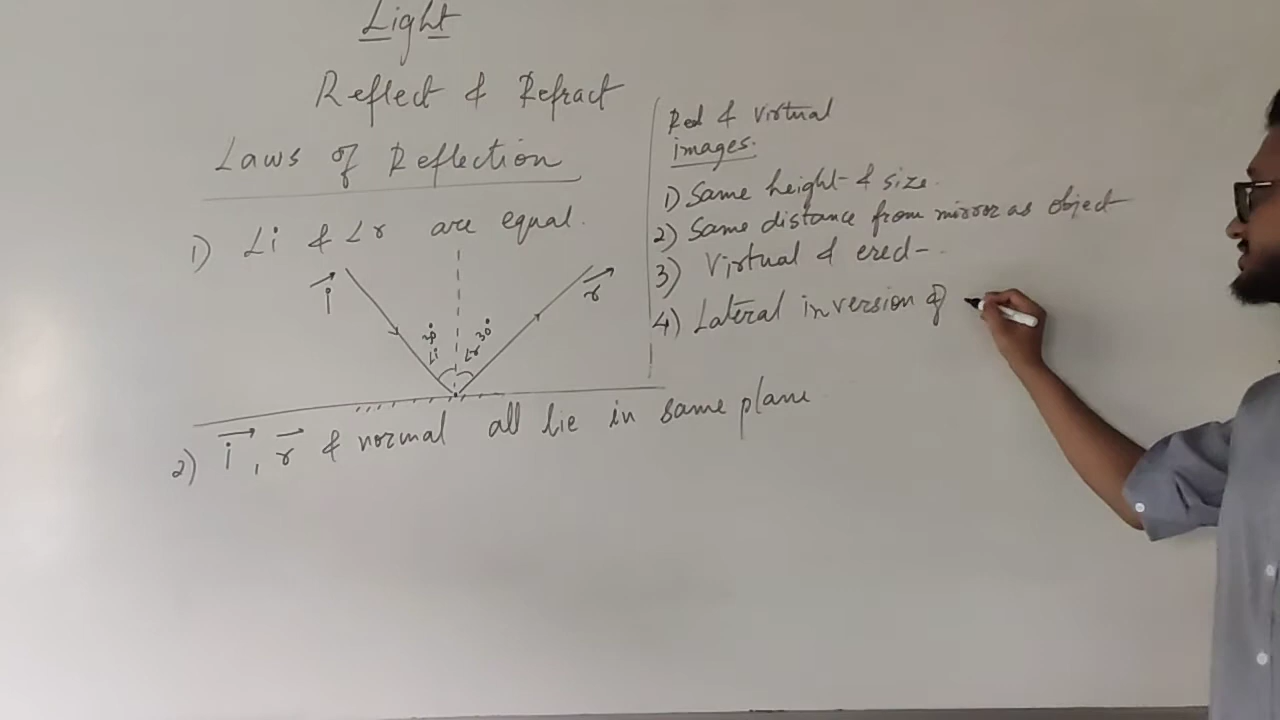 Light
Reflect & Refract
Laws of Reflection
1) ∠i & ∠r are equal.
i
r
∠i
∠r 30°
2) i, r & normal all lie in same plane
Real & Virtual
images.
1) Same height & size.
2) Same distance from mirror as object
3) Virtual & erect
4) Lateral inversion of